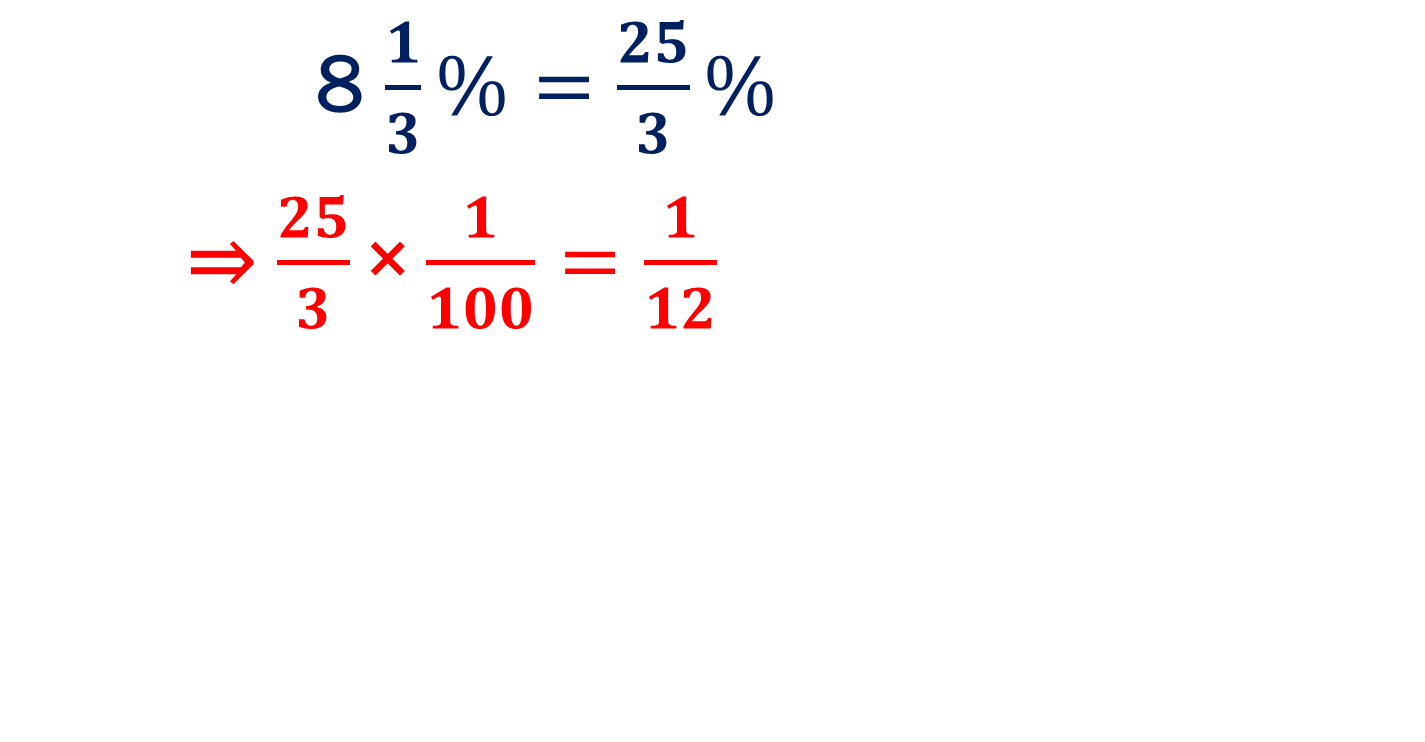 8 1/3 % = 25/3 %
⇒ 25/3 × 1/100 = 1/12